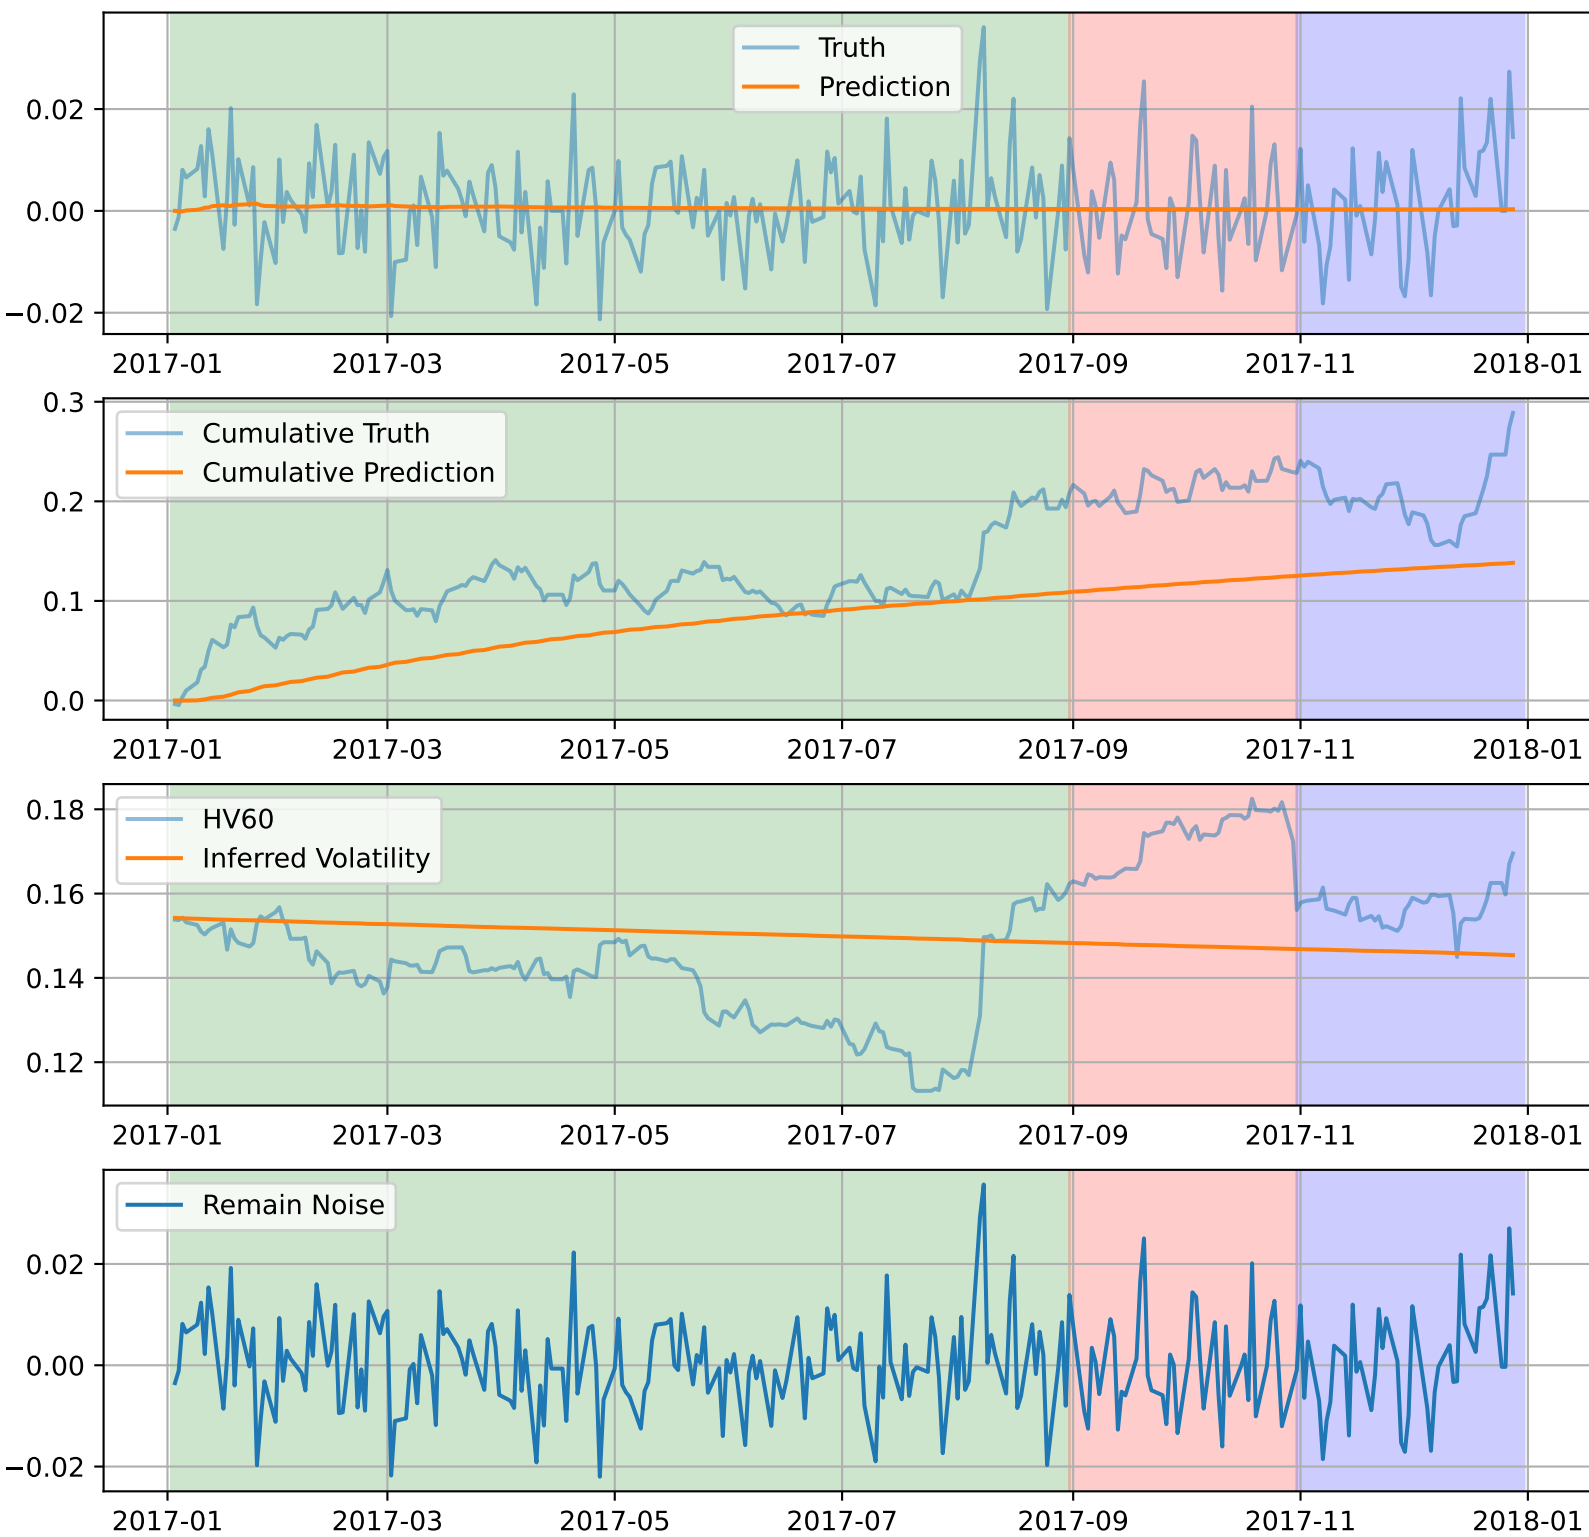 Truth
Prediction
0.02
0.00
−0.02
2017-01 2017-03 2017-05 2017-07 2017-09 2017-11 2018-01
Cumulative Truth
Cumulative Prediction
0.3
0.2
0.1
0.0
2017-01 2017-03 2017-05 2017-07 2017-09 2017-11 2018-01
HV60
Inferred Volatility
0.18
0.16
0.14
0.12
2017-01 2017-03 2017-05 2017-07 2017-09 2017-11 2018-01
Remain Noise
0.02
0.00
−0.02
2017-01 2017-03 2017-05 2017-07 2017-09 2017-11 2018-01